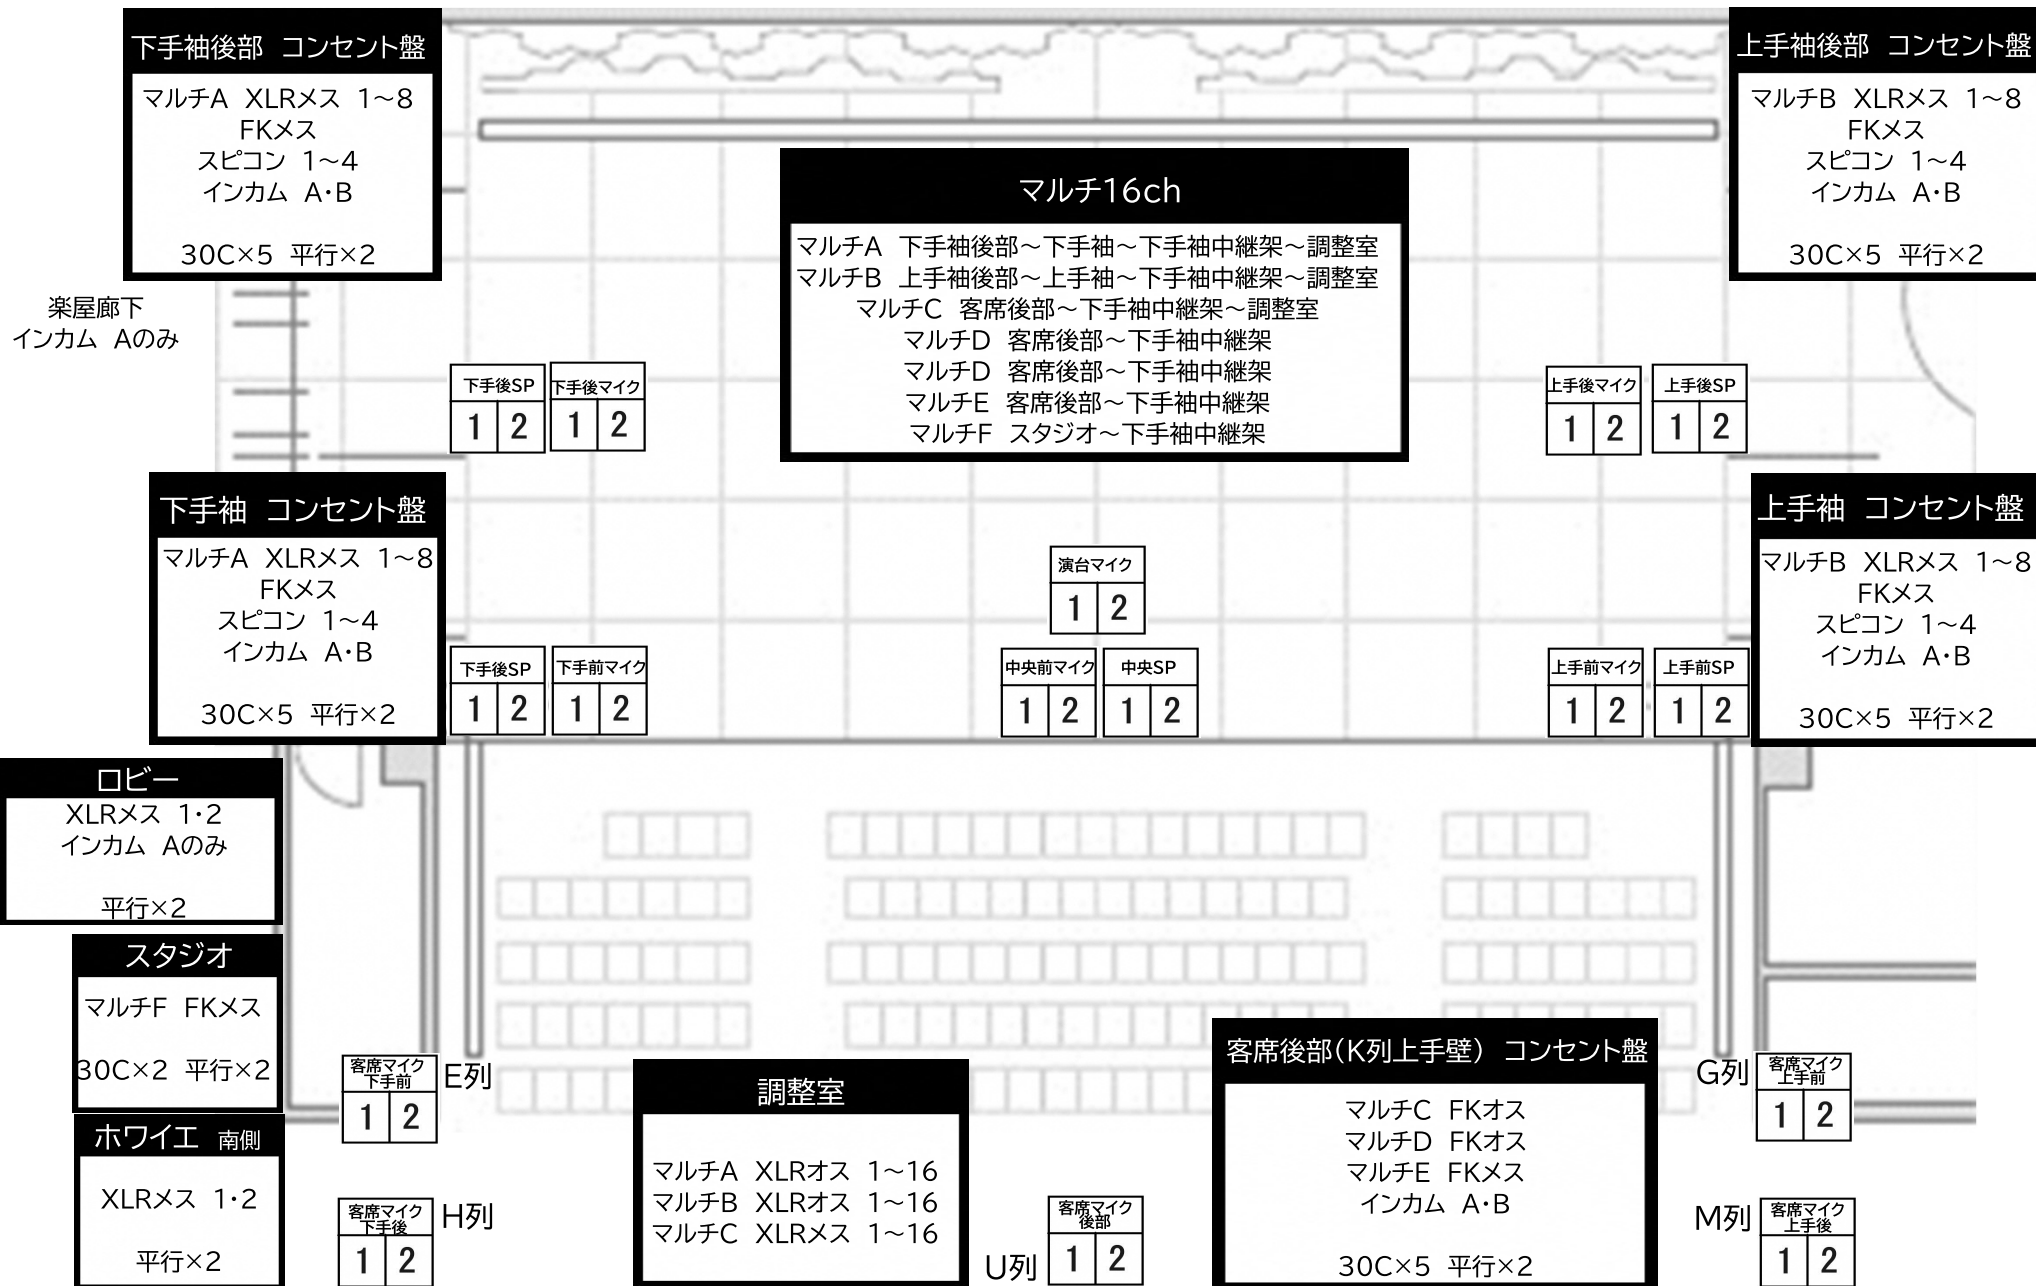 下手袖後部 コンセント盤
マルチA XLRメス 1～8
FKメス
スピコン 1～4
インカム A・B
30C×5 平行×2
上手袖後部 コンセント盤
マルチB XLRメス 1～8
FKメス
スピコン 1～4
インカム A・B
30C×5 平行×2
マルチ16ch
マルチA 下手袖後部～下手袖～下手袖中継架～調整室
マルチB 上手袖後部～上手袖～下手袖中継架～調整室
マルチC 客席後部～下手袖中継架～調整室
マルチD 客席後部～下手袖中継架
マルチD 客席後部～下手袖中継架
マルチE 客席後部～下手袖中継架
マルチF スタジオ～下手袖中継架
楽屋廊下
インカム Aのみ
下手後SP
1 2
下手後マイク
1 2
上手後マイク
1 2
上手後SP
1 2
下手袖 コンセント盤
マルチA XLRメス 1～8
FKメス
スピコン 1～4
インカム A・B
30C×5 平行×2
上手袖 コンセント盤
マルチB XLRメス 1～8
FKメス
スピコン 1～4
インカム A・B
30C×5 平行×2
演台マイク
1 2
下手後SP
1 2
下手前マイク
1 2
中央前マイク
1 2
中央SP
1 2
上手前マイク
1 2
上手前SP
1 2
ロビー
XLRメス 1・2
インカム Aのみ
平行×2
スタジオ
マルチF FKメス
30C×2 平行×2
ホワイエ 南側
XLRメス 1・2
平行×2
客席マイク
下手前
1 2
E列
客席マイク
下手後
1 2
H列
調整室
マルチA XLRオス 1～16
マルチB XLRオス 1～16
マルチC XLRメス 1～16
U列
客席マイク
後部
1 2
客席後部(K列上手壁) コンセント盤
マルチC FKオス
マルチD FKオス
マルチE FKメス
インカム A・B
30C×5 平行×2
G列
客席マイク
上手前
1 2
M列
客席マイク
上手後
1 2